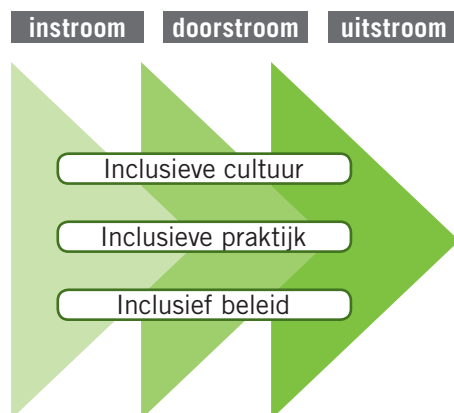 instroom doorstroom uitstroom
Inclusieve cultuur
Inclusieve praktijk
Inclusief beleid